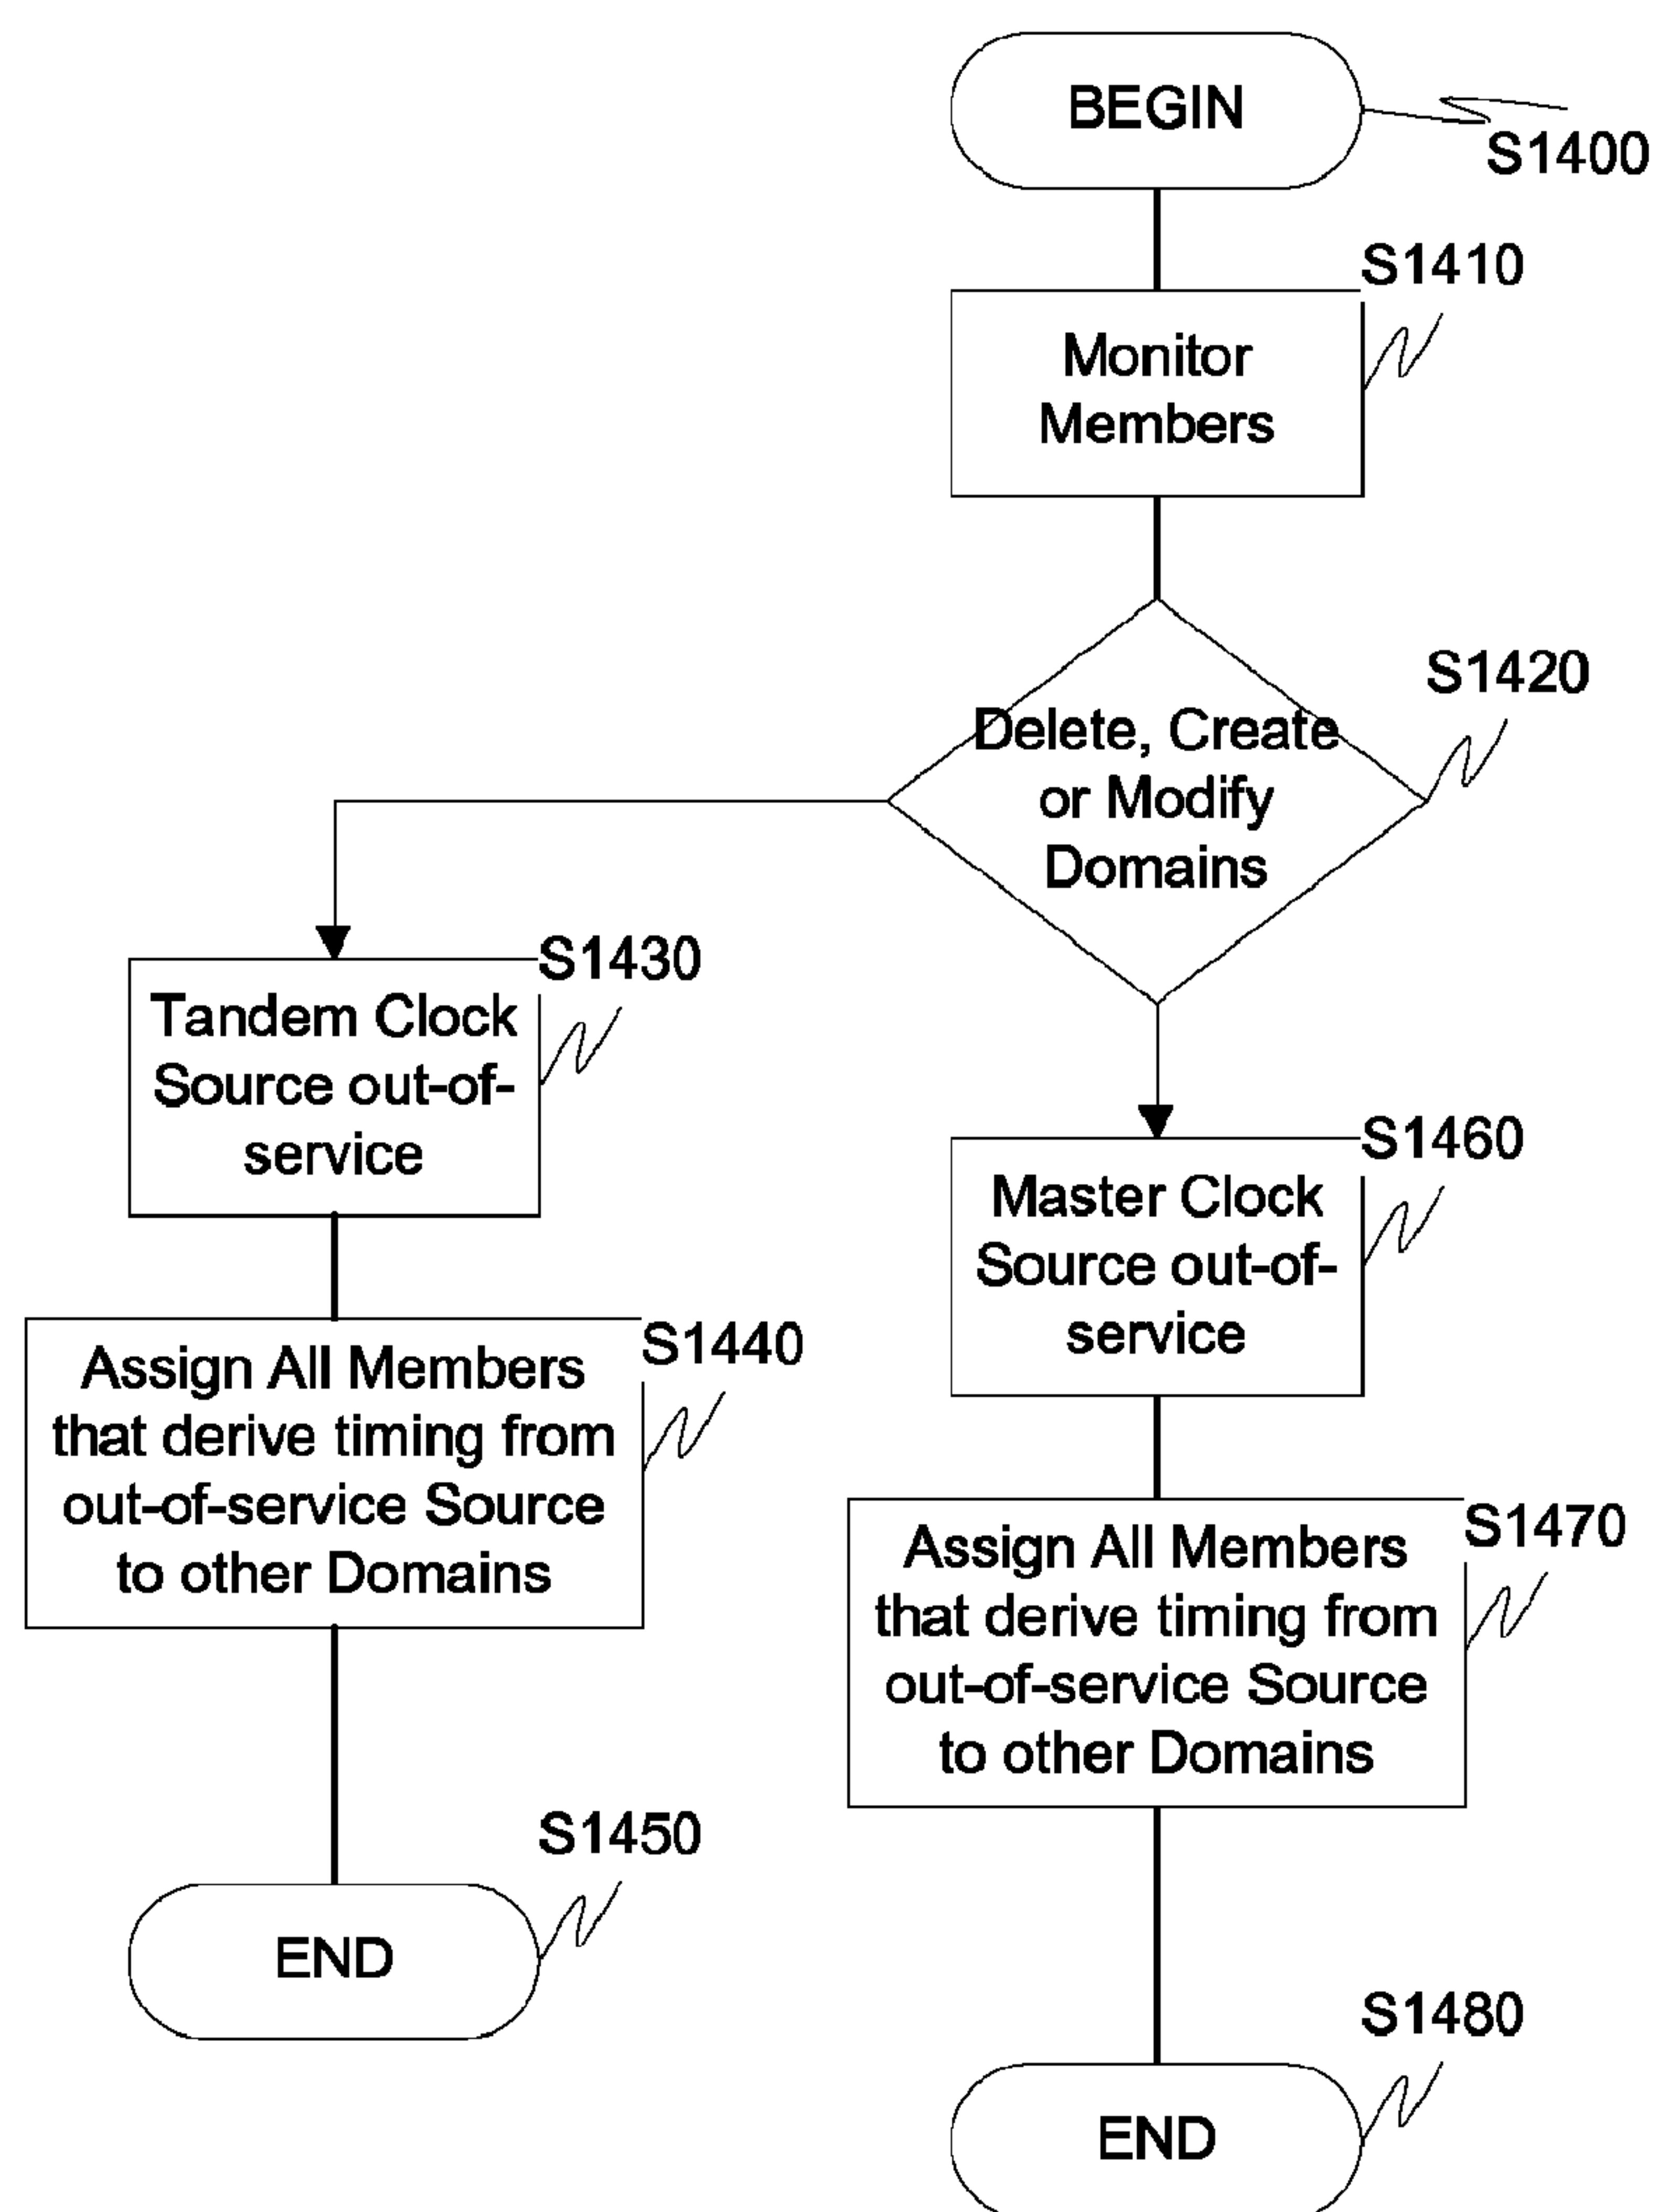 BEGIN
S1400
S1410
Monitor
Members
S1420
Delete, Create
or Modify
Domains
S1430
Tandem Clock
Source out-of-
service
S1440
Assign All Members
that derive timing from
out-of-service Source
to other Domains
S1450
END
S1460
Master Clock
Source out-of-
service
S1470
Assign All Members
that derive timing from
out-of-service Source
to other Domains
S1480
END